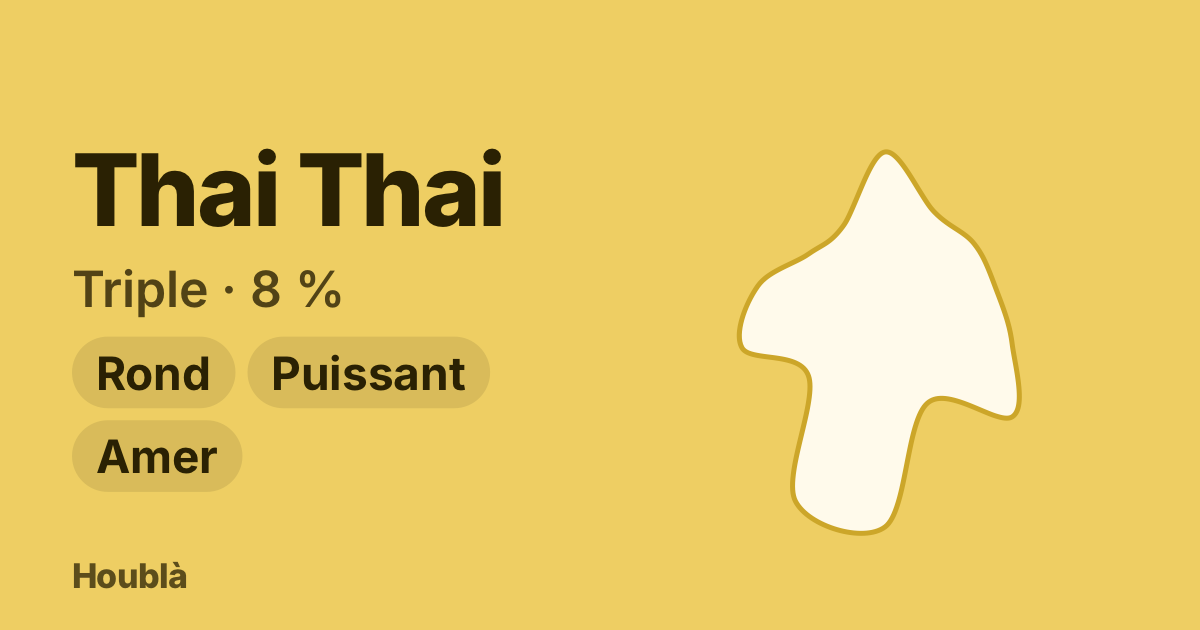 Thai Thai
Triple · 8 %
Rond Puissant
Amer
Houblà